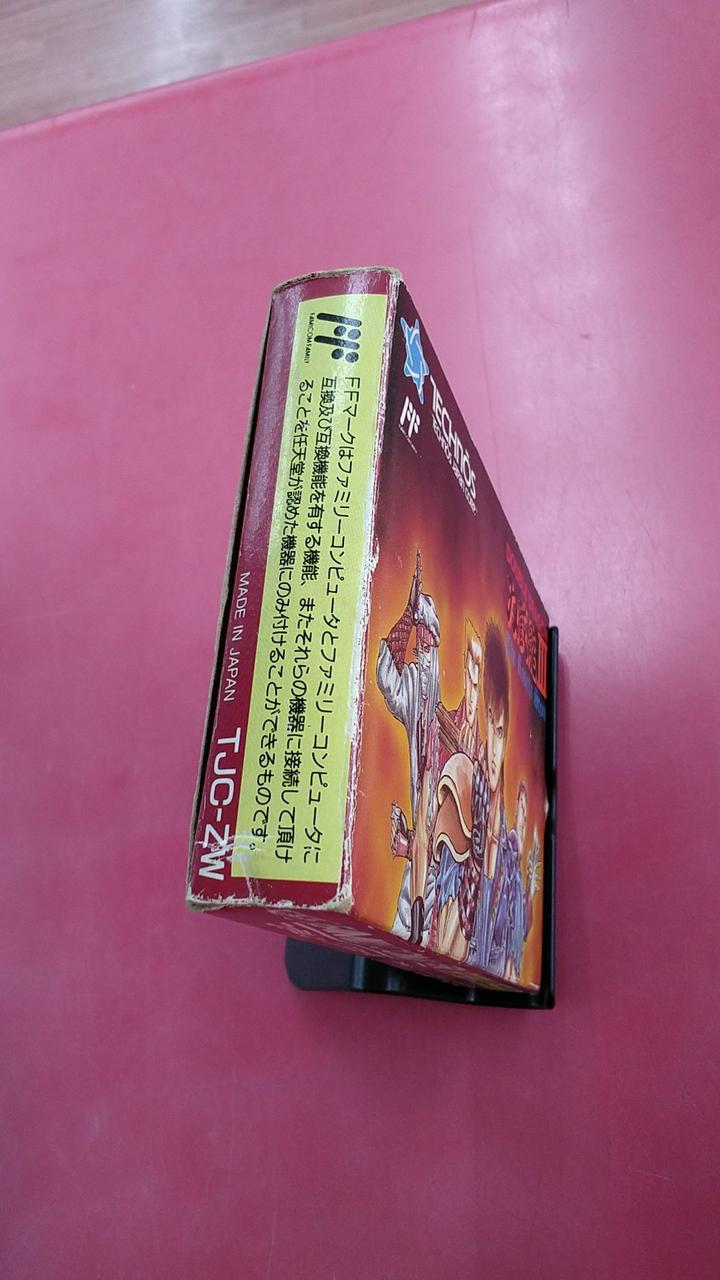 FF
FAMICOM FAMILY
FFマークはファミリーコンピュータとファミリーコンピュータに
互換及び互換機能を有する機能、またそれらの機器に接続して頂け
ることを任天堂が認めた機器にのみ付けることができるものです。
MADE IN JAPAN
TJC-ZW
TECHNOS
FF
III